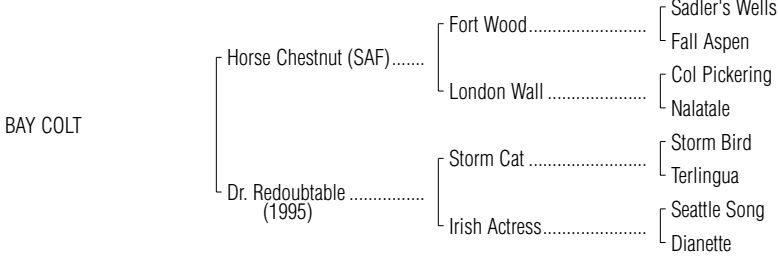 Sadler's Wells
Fort Wood........................
Fall Aspen
Horse Chestnut (SAF).......
Col Pickering
London Wall ....................
Nalatale
BAY COLT
Storm Bird
Storm Cat ........................
Terlingua
Dr. Redoubtable ................
(1995)
Seattle Song
Irish Actress.....................
Dianette